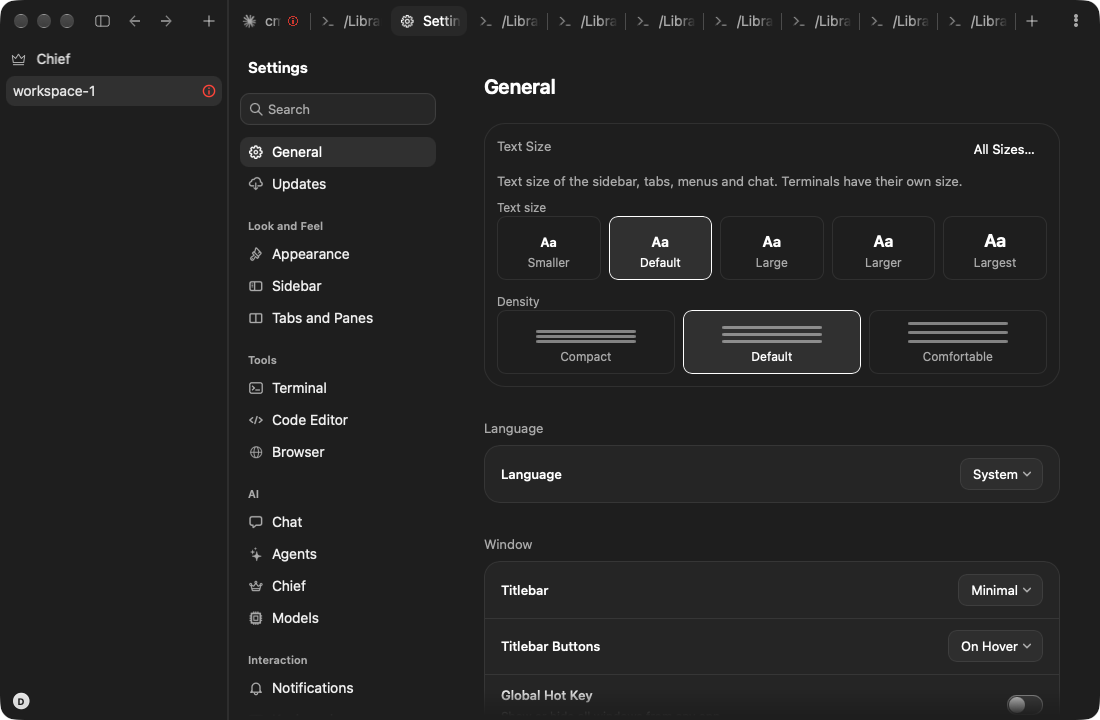 cn
/Libra
Settin
/Libra
/Libra
/Libra
/Libra
/Libra
/Libra
/Libra
Chief
workspace-1
D
Settings
Search
General
Updates
Look and Feel
Appearance
Sidebar
Tabs and Panes
Tools
Terminal
Code Editor
Browser
AI
Chat
Agents
Chief
Models
Interaction
Notifications
General
Text Size
All Sizes...
Text size of the sidebar, tabs, menus and chat. Terminals have their own size.
Text size
Aa Aa Aa Aa Aa
Smaller Default Large Larger Largest
Density
Compact Default Comfortable
Language
Language System
Window
Titlebar Minimal
Titlebar Buttons On Hover
Global Hot Key